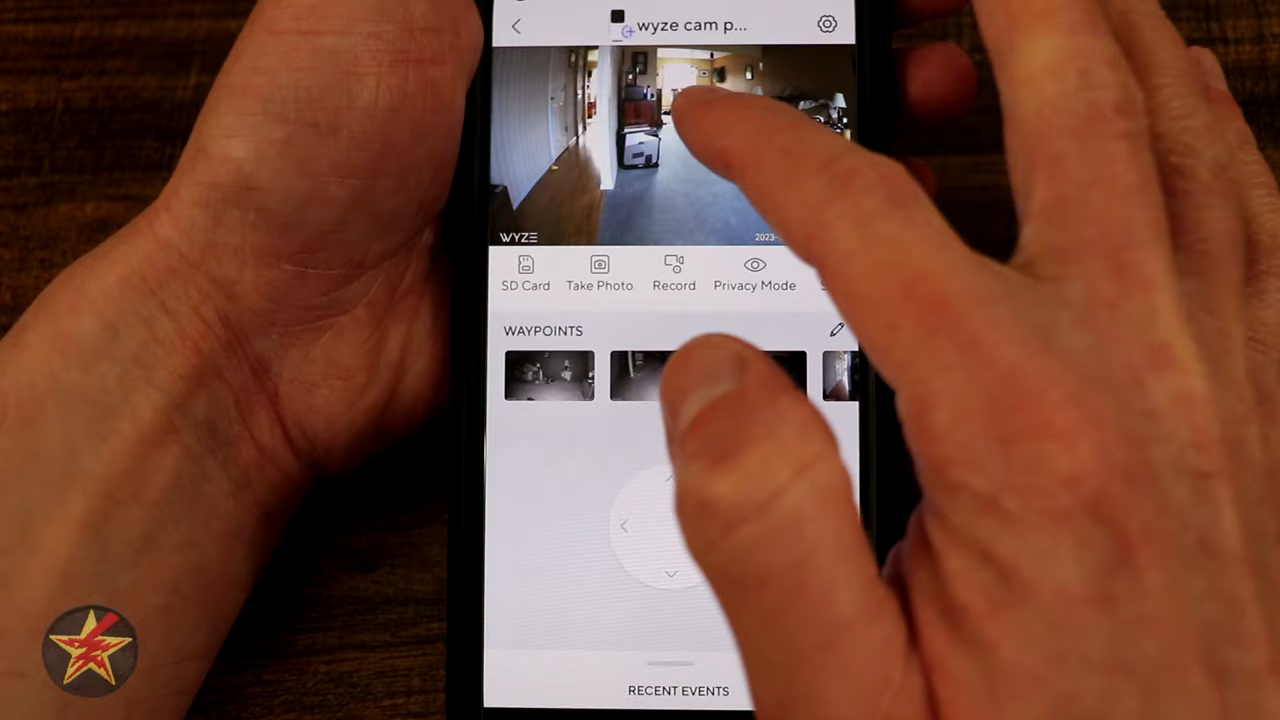 wyze cam p...
WYZE
2023-
SD Card
Take Photo
Record
Privacy Mode
WAYPOINTS
RECENT EVENTS